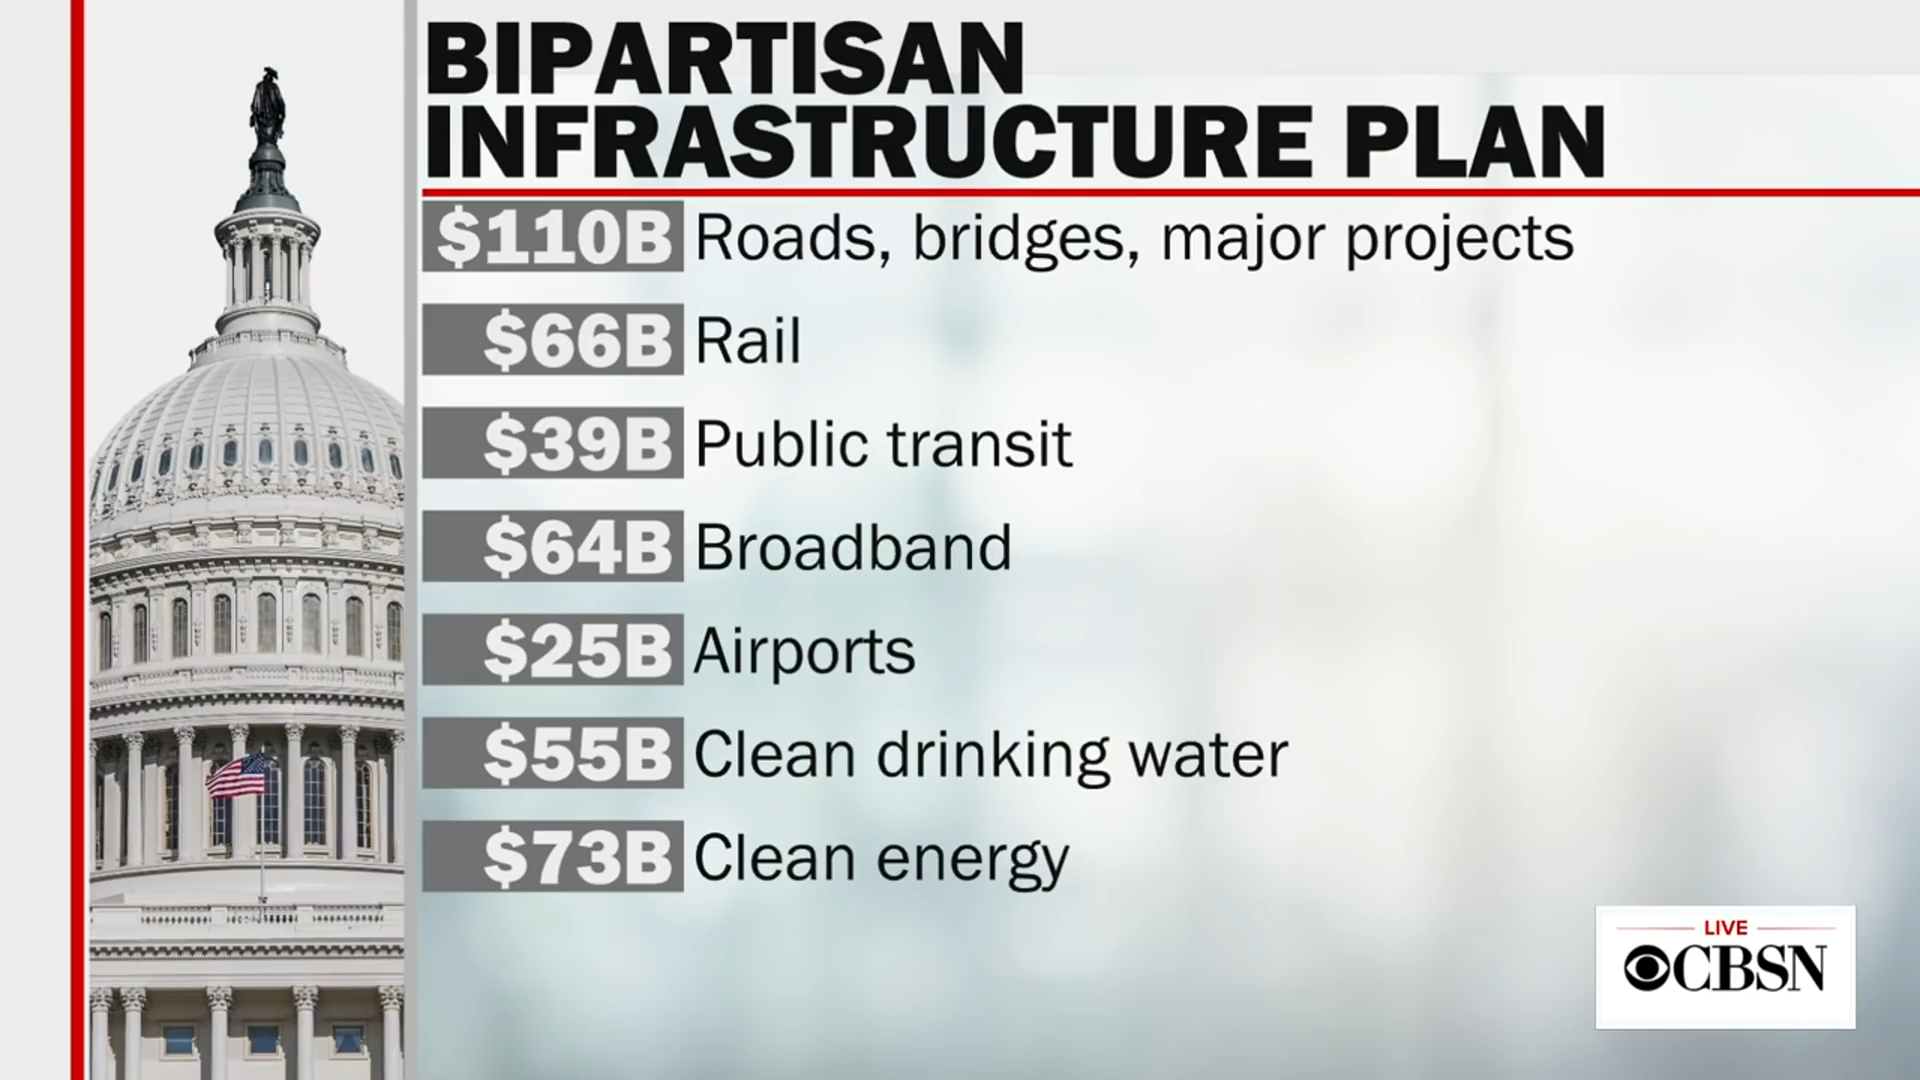 BIPARTISAN
INFRASTRUCTURE PLAN
$110B Roads, bridges, major projects
$66B Rail
$39B Public transit
$64B Broadband
$25B Airports
$55B Clean drinking water
$73B Clean energy
LIVE
CBSN